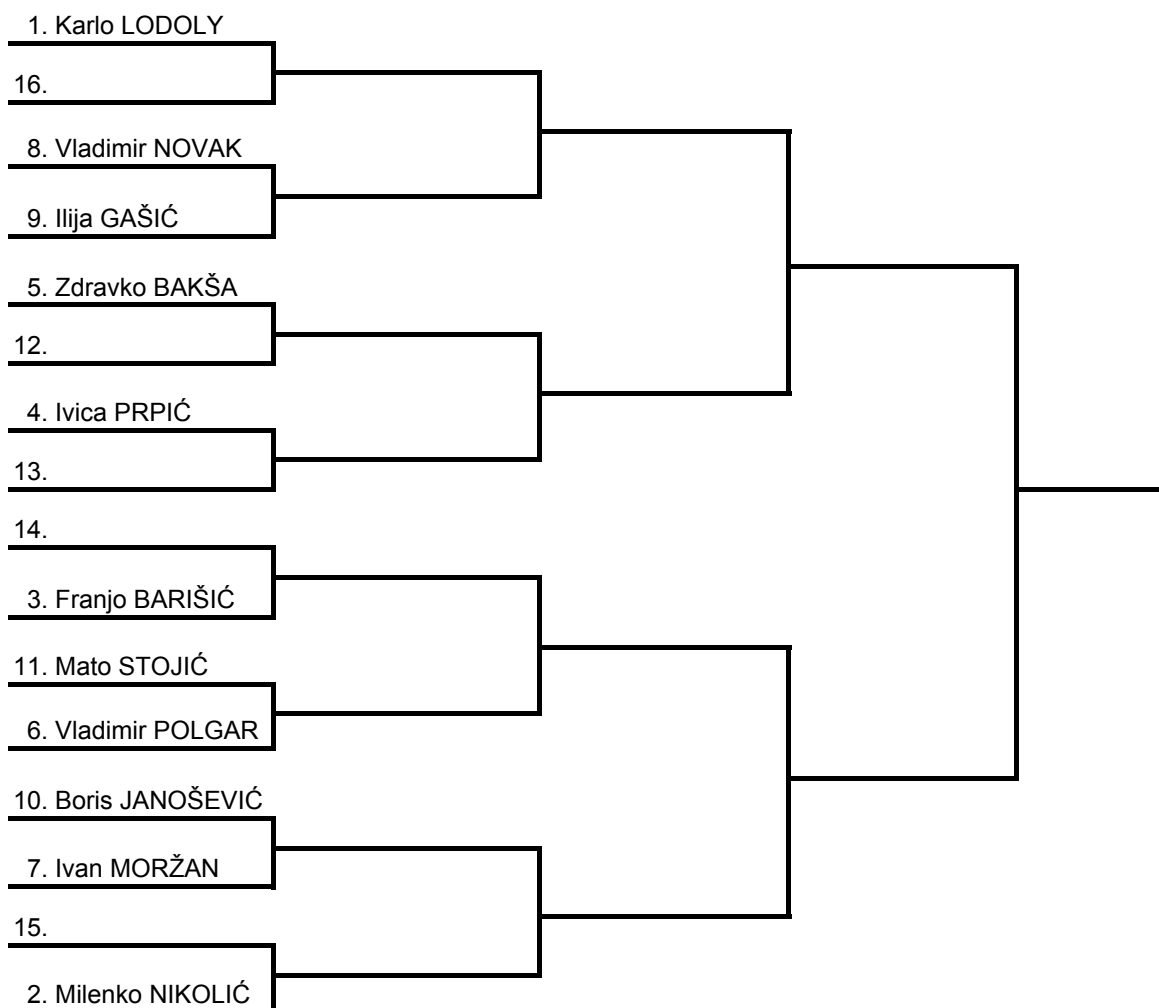 1. Karlo LODOLY
16.
8. Vladimir NOVAK
9. Ilija GAŠIĆ
5. Zdravko BAKŠA
12.
4. Ivica PRPIĆ
13.
14.
3. Franjo BARIŠIĆ
11. Mato STOJIĆ
6. Vladimir POLGAR
10. Boris JANOŠEVIĆ
7. Ivan MORŽAN
15.
2. Milenko NIKOLIĆ